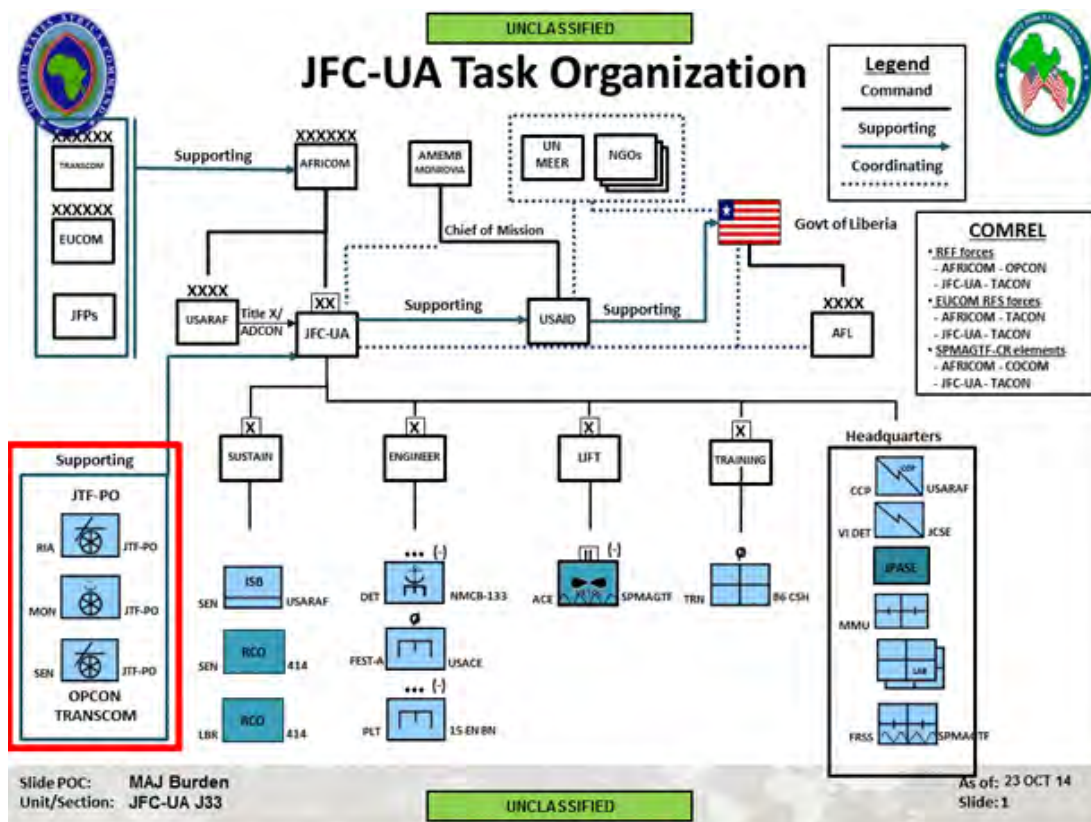 UNCLASSIFIED
JFC-UA Task Organization
UNITED STATES AFRICA COMMAND
Legend
Command
Supporting
Coordinating
XXXXXX
TRANSCOM
XXXXXX
EUCOM
JFPs
Supporting
XXXXXX
AFRICOM
AMEMB
MONROVIA
UN
MEER
NGOs
Chief of Mission
Govt of Liberia
XXXX
USARAF
Title X/
ADCON
XX
JFC-UA
Supporting
USAID
Supporting
XXXX
AFL
COMREL
• RFF forces
- AFRICOM - OPCON
- JFC-UA - TACON
• EUCOM RFS forces
- AFRICOM - TACON
- JFC-UA - TACON
• SPMAGTF-CR elements
- AFRICOM - COCOM
- JFC-UA - TACON
Supporting
JTF-PO
RIA JTF-PO
MON JTF-PO
SEN JTF-PO
OPCON
TRANSCOM
X
SUSTAIN
SEN ISB USARAF
SEN RCO 414
LBR RCO 414
X
ENGINEER
••• (-)
DET NMCB-133
Ø
FEST-A USACE
••• (-)
PLT 15 EN BN
X
LIFT
II (-)
ACE SPMAGTF
X
TRAINING
Ø
TRN 86 CSH
Headquarters
CCP COP USARAF
VI DET JCSE
JPASE
MMU
LAB
FRSS SPMAGTF
Slide POC: MAJ Burden
Unit/Section: JFC-UA J33
UNCLASSIFIED
As of: 23 OCT 14
Slide: 1